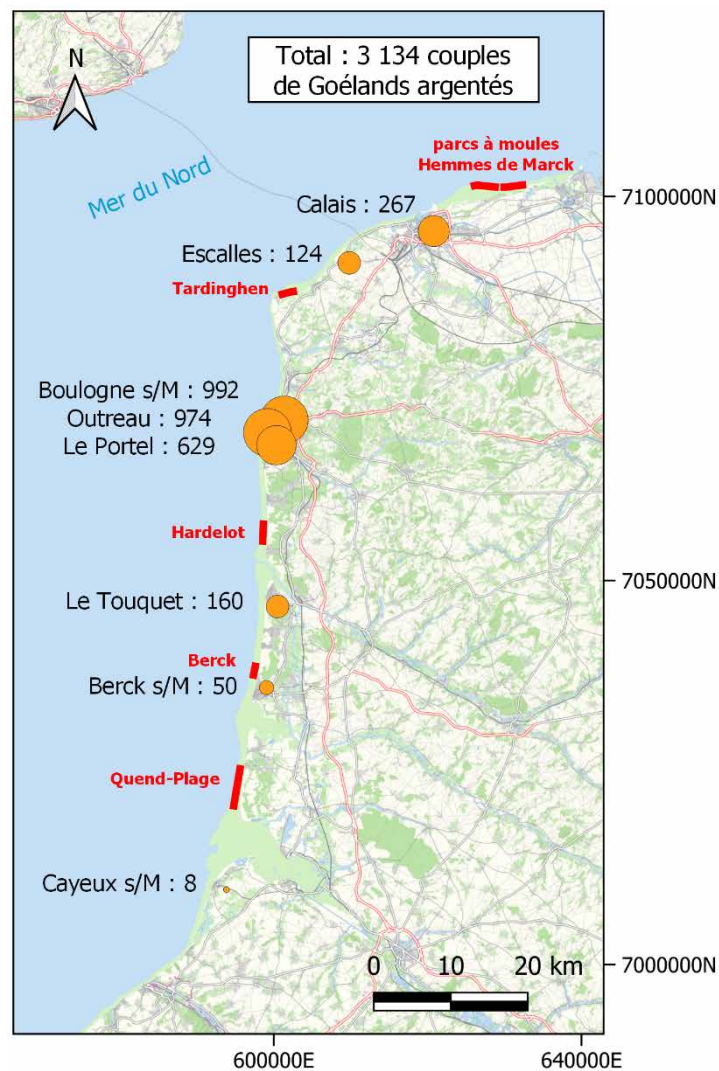 Total : 3 134 couples
de Goélands argentés
N
Mer du Nord
parcs à moules
Hemmes de Marck
7100000N
Calais : 267
Escalles : 124
Tardinghen
Boulogne s/M : 992
Outreau : 974
Le Portel : 629
Hardelot
7050000N
Le Touquet : 160
Berck
Berck s/M : 50
Quend-Plage
Cayeux s/M : 8
0 10 20 km
7000000N
600000E 640000E